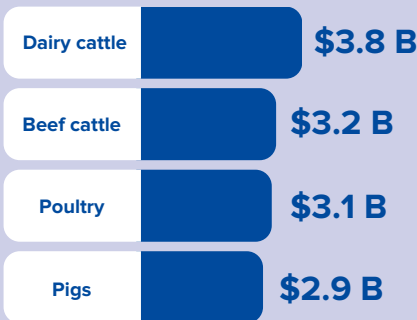 Dairy cattle $3.8 B
Beef cattle $3.2 B
Poultry $3.1 B
Pigs $2.9 B